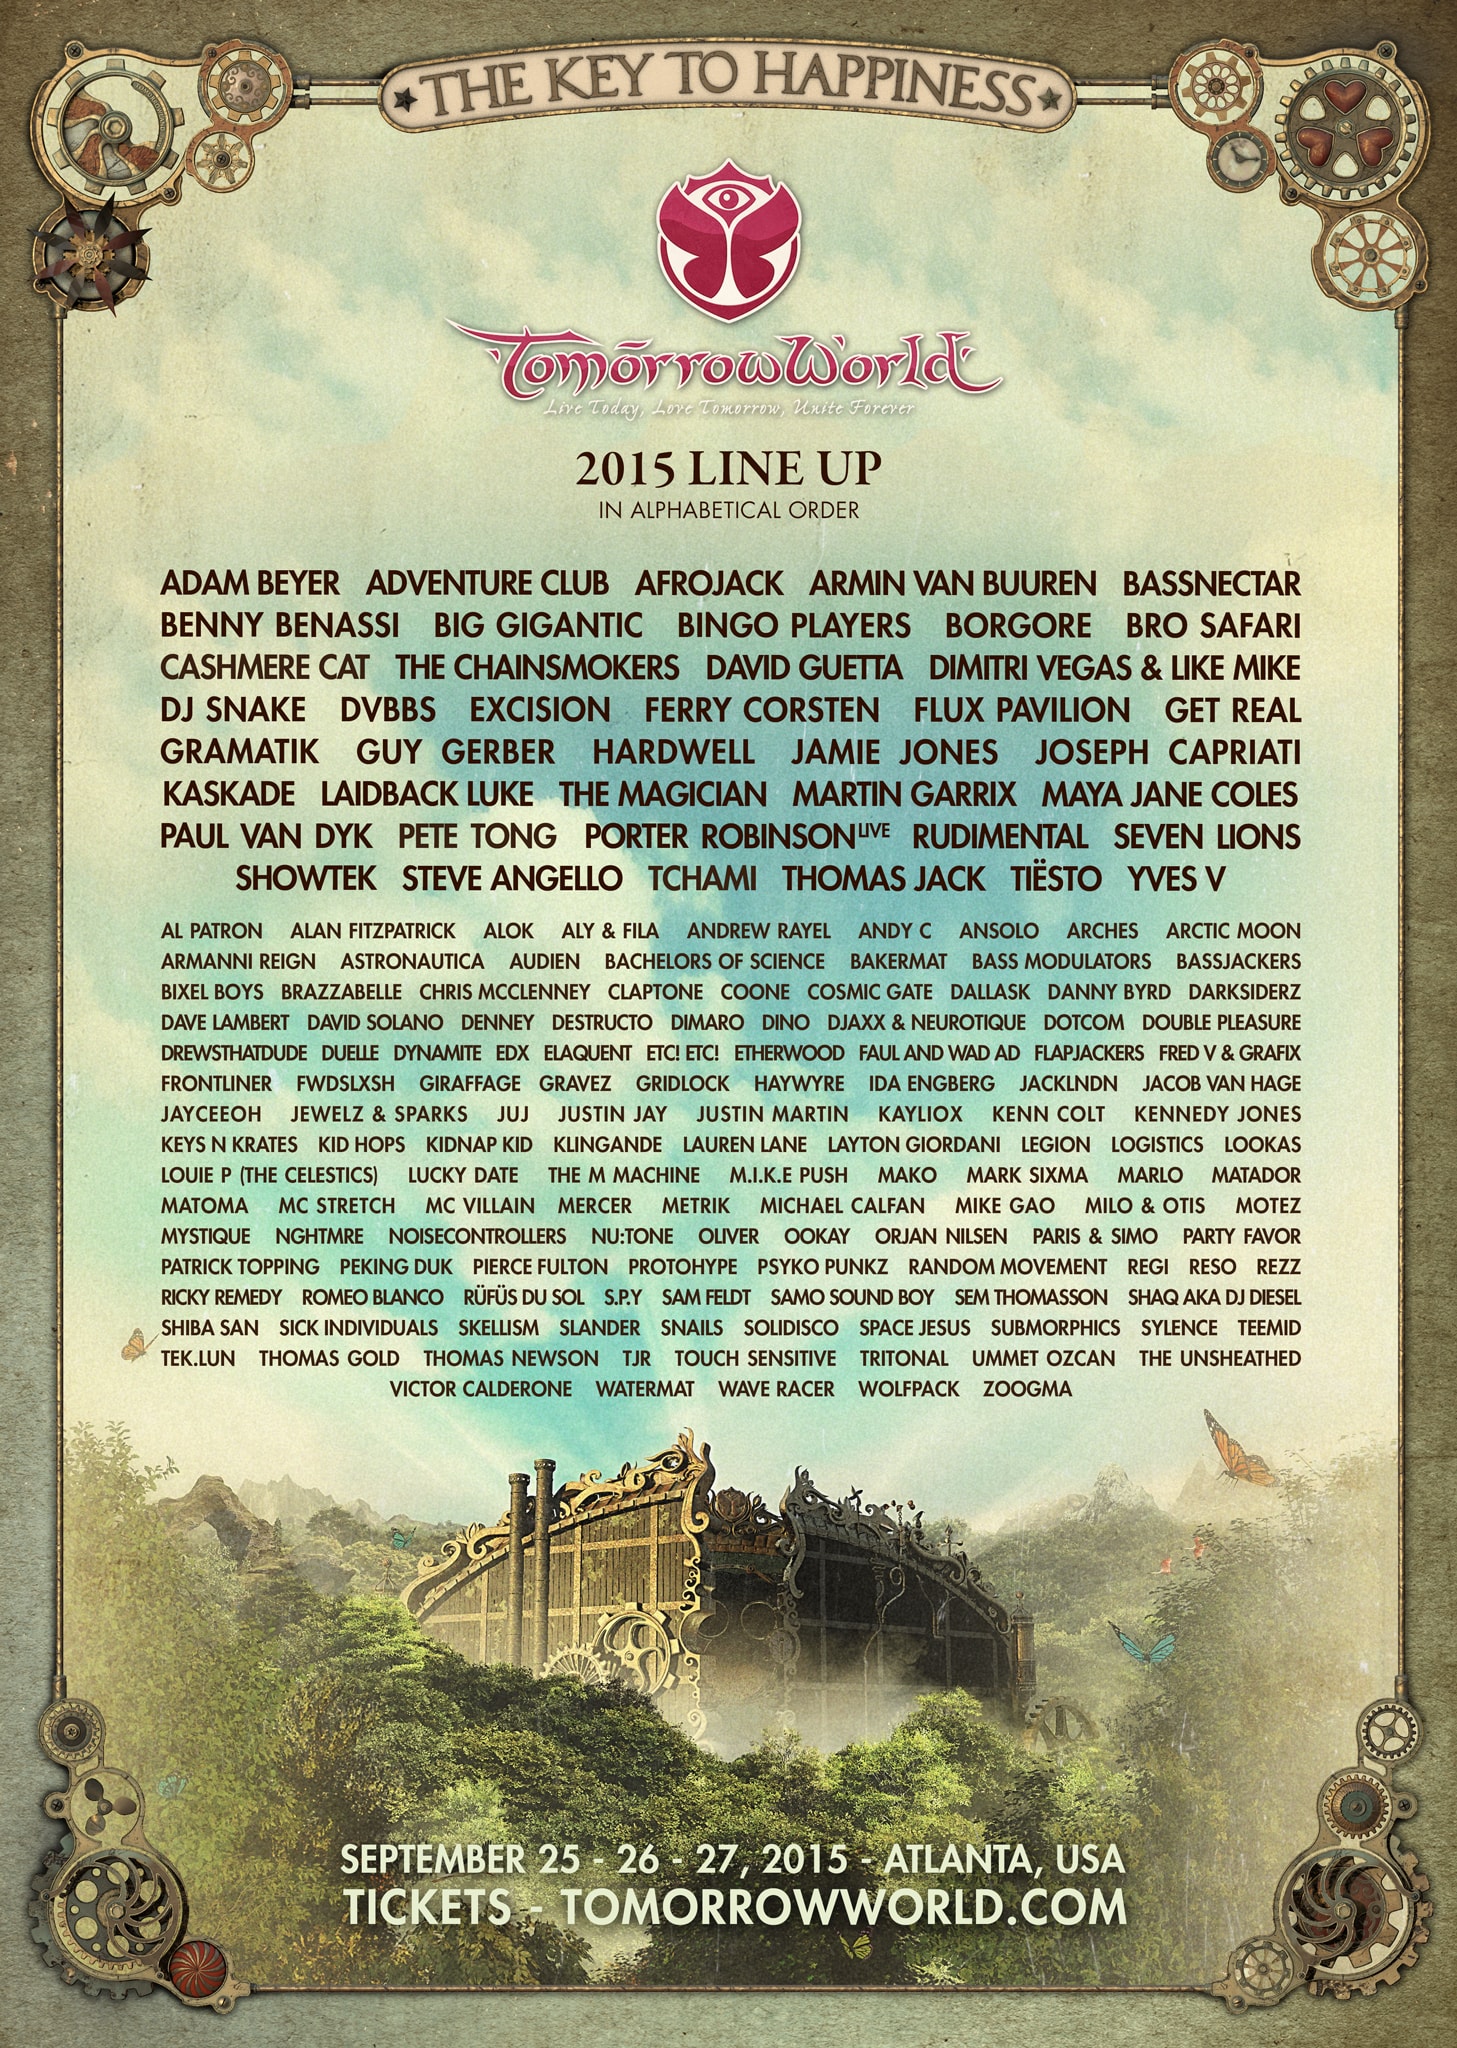 THE KEY TO HAPPINESS
TomorrowWorld
Live Today, Love Tomorrow, Unite Forever
2015 LINE UP
IN ALPHABETICAL ORDER
ADAM BEYER ADVENTURE CLUB AFROJACK ARMIN VAN BUUREN BASSNECTAR
BENNY BENASSI BIG GIGANTIC BINGO PLAYERS BORGORE BRO SAFARI
CASHMERE CAT THE CHAINSMOKERS DAVID GUETTA DIMITRI VEGAS & LIKE MIKE
DJ SNAKE DVBBS EXCISION FERRY CORSTEN FLUX PAVILION GET REAL
GRAMATIK GUY GERBER HARDWELL JAMIE JONES JOSEPH CAPRIATI
KASKADE LAIDBACK LUKE THE MAGICIAN MARTIN GARRIX MAYA JANE COLES
PAUL VAN DYK PETE TONG PORTER ROBINSON LIVE RUDIMENTAL SEVEN LIONS
SHOWTEK STEVE ANGELLO TCHAMI THOMAS JACK TIËSTO YVES V
AL PATRON ALAN FITZPATRICK ALOK ALY & FILA ANDREW RAYEL ANDY C ANSOLO ARCHES ARCTIC MOON
ARMANNI REIGN ASTRONAUTICA AUDIEN BACHELORS OF SCIENCE BAKERMAT BASS MODULATORS BASSJACKERS
BIXEL BOYS BRAZZABELLE CHRIS MCCLENNEY CLAPTONE COONE COSMIC GATE DALLASK DANNY BYRD DARKSIDERZ
DAVE LAMBERT DAVID SOLANO DENNEY DESTRUCTO DIMARO DINO DJAXX & NEUROTIQUE DOTCOM DOUBLE PLEASURE
DREWSTHATDUDE DUELLE DYNAMITE EDX ELAQUENT ETC! ETC! ETHERWOOD FAUL AND WAD AD FLAPJACKERS FRED V & GRAFIX
FRONTLINER FWDSLXSH GIRAFFAGE GRAVEZ GRIDLOCK HAYWYRE IDA ENGBERG JACKLNDN JACOB VAN HAGE
JAYCEEOH JEWELZ & SPARKS JUJ JUSTIN JAY JUSTIN MARTIN KAYLIOX KENN COLT KENNEDY JONES
KEYS N KRATES KID HOPS KIDNAP KID KLINGANDE LAUREN LANE LAYTON GIORDANI LEGION LOGISTICS LOOKAS
LOUIE P (THE CELESTICS) LUCKY DATE THE M MACHINE M.I.K.E PUSH MAKO MARK SIXMA MARLO MATADOR
MATOMA MC STRETCH MC VILLAIN MERCER METRIK MICHAEL CALFAN MIKE GAO MILO & OTIS MOTEZ
MYSTIQUE NGHTMRE NOISECONTROLLERS NU:TONE OLIVER OOKAY ORJAN NILSEN PARIS & SIMO PARTY FAVOR
PATRICK TOPPING PEKING DUK PIERCE FULTON PROTOHYPE PSYKO PUNKZ RANDOM MOVEMENT REGI RESO REZZ
RICKY REMEDY ROMEO BLANCO RÜFÜS DU SOL S.P.Y SAM FELDT SAMO SOUND BOY SEM THOMASSON SHAQ AKA DJ DIESEL
SHIBA SAN SICK INDIVIDUALS SKELLISM SLANDER SNAILS SOLIDISCO SPACE JESUS SUBMORPHICS SYLENCE TEEMID
TEK.LUN THOMAS GOLD THOMAS NEWSON TJR TOUCH SENSITIVE TRITONAL UMMET OZCAN THE UNSHEATHED
VICTOR CALDERONE WATERMAT WAVE RACER WOLFPACK ZOOGMA
SEPTEMBER 25 - 26 - 27, 2015 - ATLANTA, USA
TICKETS - TOMORROWWORLD.COM